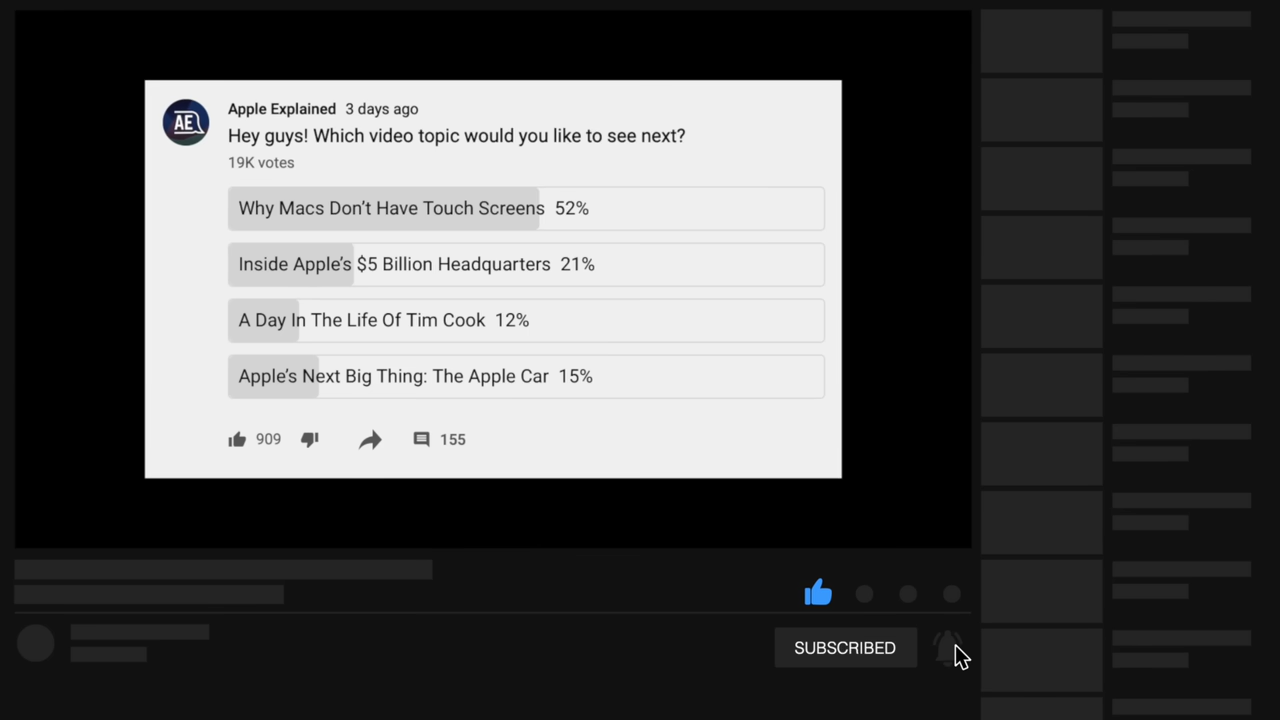 AE
Apple Explained 3 days ago
Hey guys! Which video topic would you like to see next?
19K votes
Why Macs Don’t Have Touch Screens 52%
Inside Apple’s $5 Billion Headquarters 21%
A Day In The Life Of Tim Cook 12%
Apple’s Next Big Thing: The Apple Car 15%
909 155
SUBSCRIBED